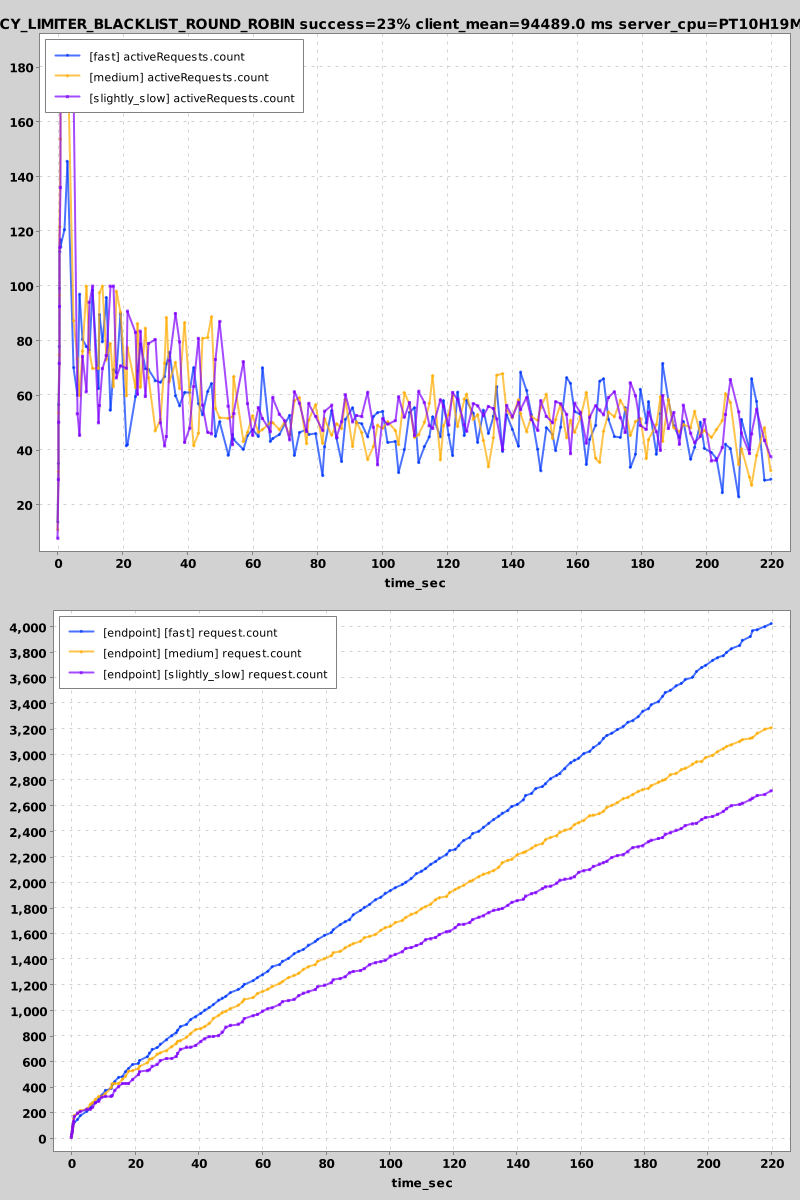 CY_LIMITER_BLACKLIST_ROUND_ROBIN success=23% client_mean=94489.0 ms server_cpu=PT10H19M
[fast] activeRequests.count
[medium] activeRequests.count
[slightly_slow] activeRequests.count
180
160
140
120
100
80
60
40
20
0 20 40 60 80 100 120 140 160 180 200 220
time_sec
[endpoint] [fast] request.count
[endpoint] [medium] request.count
[endpoint] [slightly_slow] request.count
4,000
3,800
3,600
3,400
3,200
3,000
2,800
2,600
2,400
2,200
2,000
1,800
1,600
1,400
1,200
1,000
800
600
400
200
0
0 20 40 60 80 100 120 140 160 180 200 220
time_sec